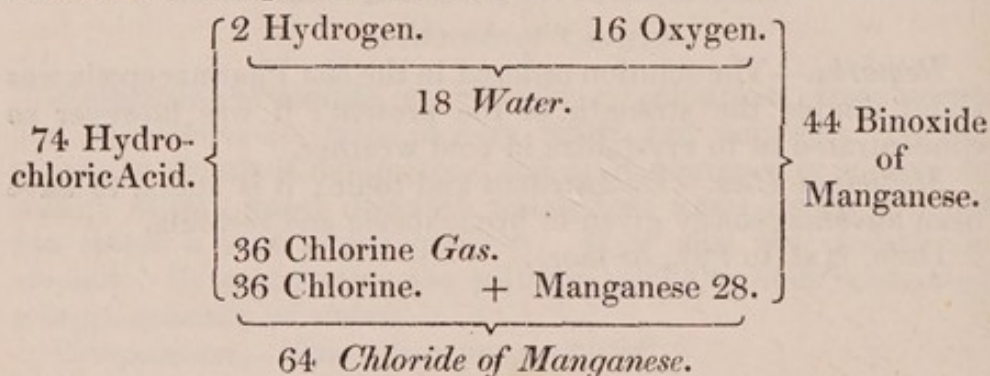 2 Hydrogen. 16 Oxygen.
18 Water.
74 Hydro-
chloric Acid.
44 Binoxide
of
Manganese.
36 Chlorine Gas.
36 Chlorine. + Manganese 28.
64 Chloride of Manganese.